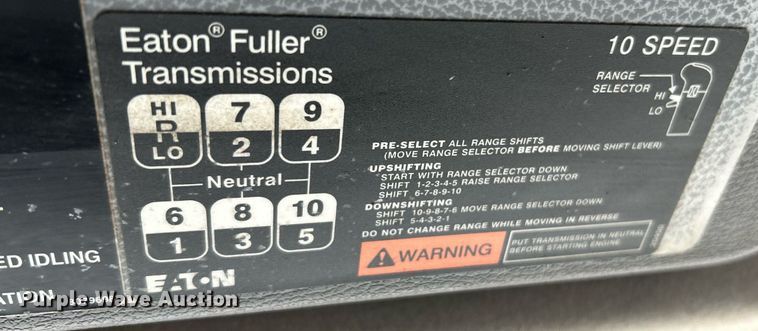 Eaton® Fuller®
Transmissions
10 SPEED
RANGE
SELECTOR
HI
LO
HI
R
LO
7
2
9
4
Neutral
6
1
8
3
10
5
PRE-SELECT ALL RANGE SHIFTS
(MOVE RANGE SELECTOR BEFORE MOVING SHIFT LEVER)
UPSHIFTING
START WITH RANGE SELECTOR DOWN
SHIFT 1-2-3-4-5 RAISE RANGE SELECTOR
SHIFT 6-7-8-9-10
DOWNSHIFTING
SHIFT 10-9-8-7-6 MOVE RANGE SELECTOR DOWN
SHIFT 5-4-3-2-1
DO NOT CHANGE RANGE WHILE MOVING IN REVERSE
WARNING
PUT TRANSMISSION IN NEUTRAL
BEFORE STARTING ENGINE
EATON
ED IDLING
ATION
Purple Wave Auction